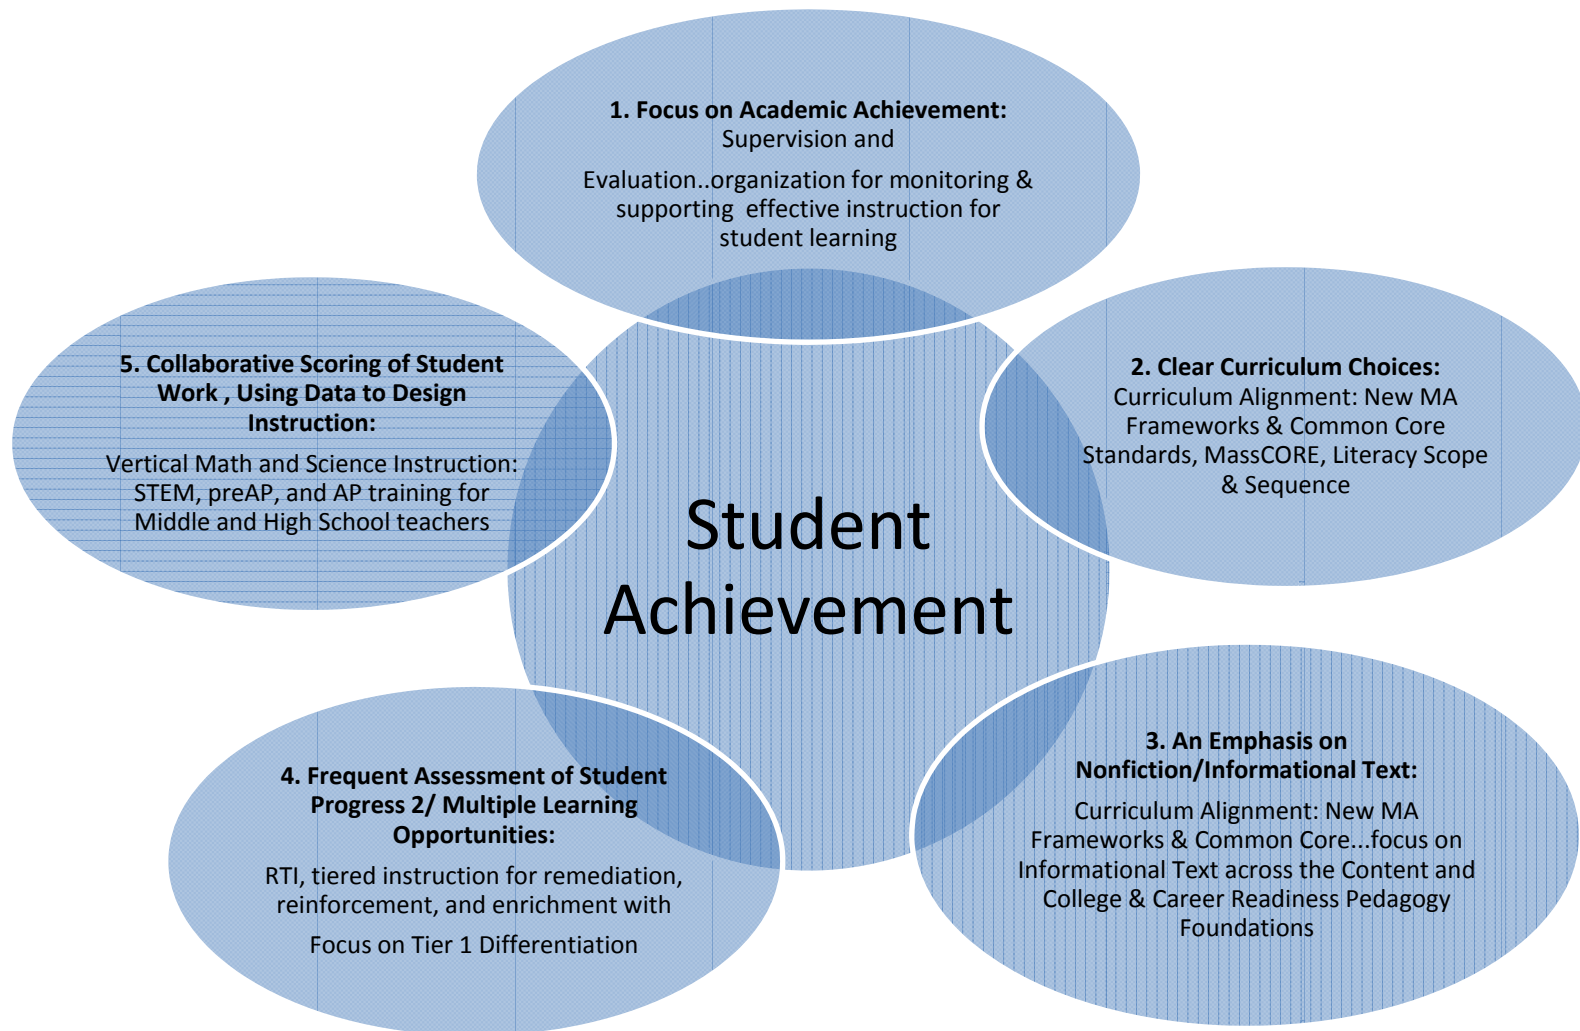 1. Focus on Academic Achievement:
Supervision and
Evaluation..organization for monitoring &
supporting effective instruction for
student learning
2. Clear Curriculum Choices:
Curriculum Alignment: New MA
Frameworks & Common Core
Standards, MassCORE, Literacy Scope
& Sequence
3. An Emphasis on
Nonfiction/Informational Text:
Curriculum Alignment: New MA
Frameworks & Common Core...focus on
Informational Text across the Content and
College & Career Readiness Pedagogy
Foundations
4. Frequent Assessment of Student
Progress 2/ Multiple Learning
Opportunities:
RTI, tiered instruction for remediation,
reinforcement, and enrichment with
Focus on Tier 1 Differentiation
5. Collaborative Scoring of Student
Work , Using Data to Design
Instruction:
Vertical Math and Science Instruction:
STEM, preAP, and AP training for
Middle and High School teachers
Student
Achievement